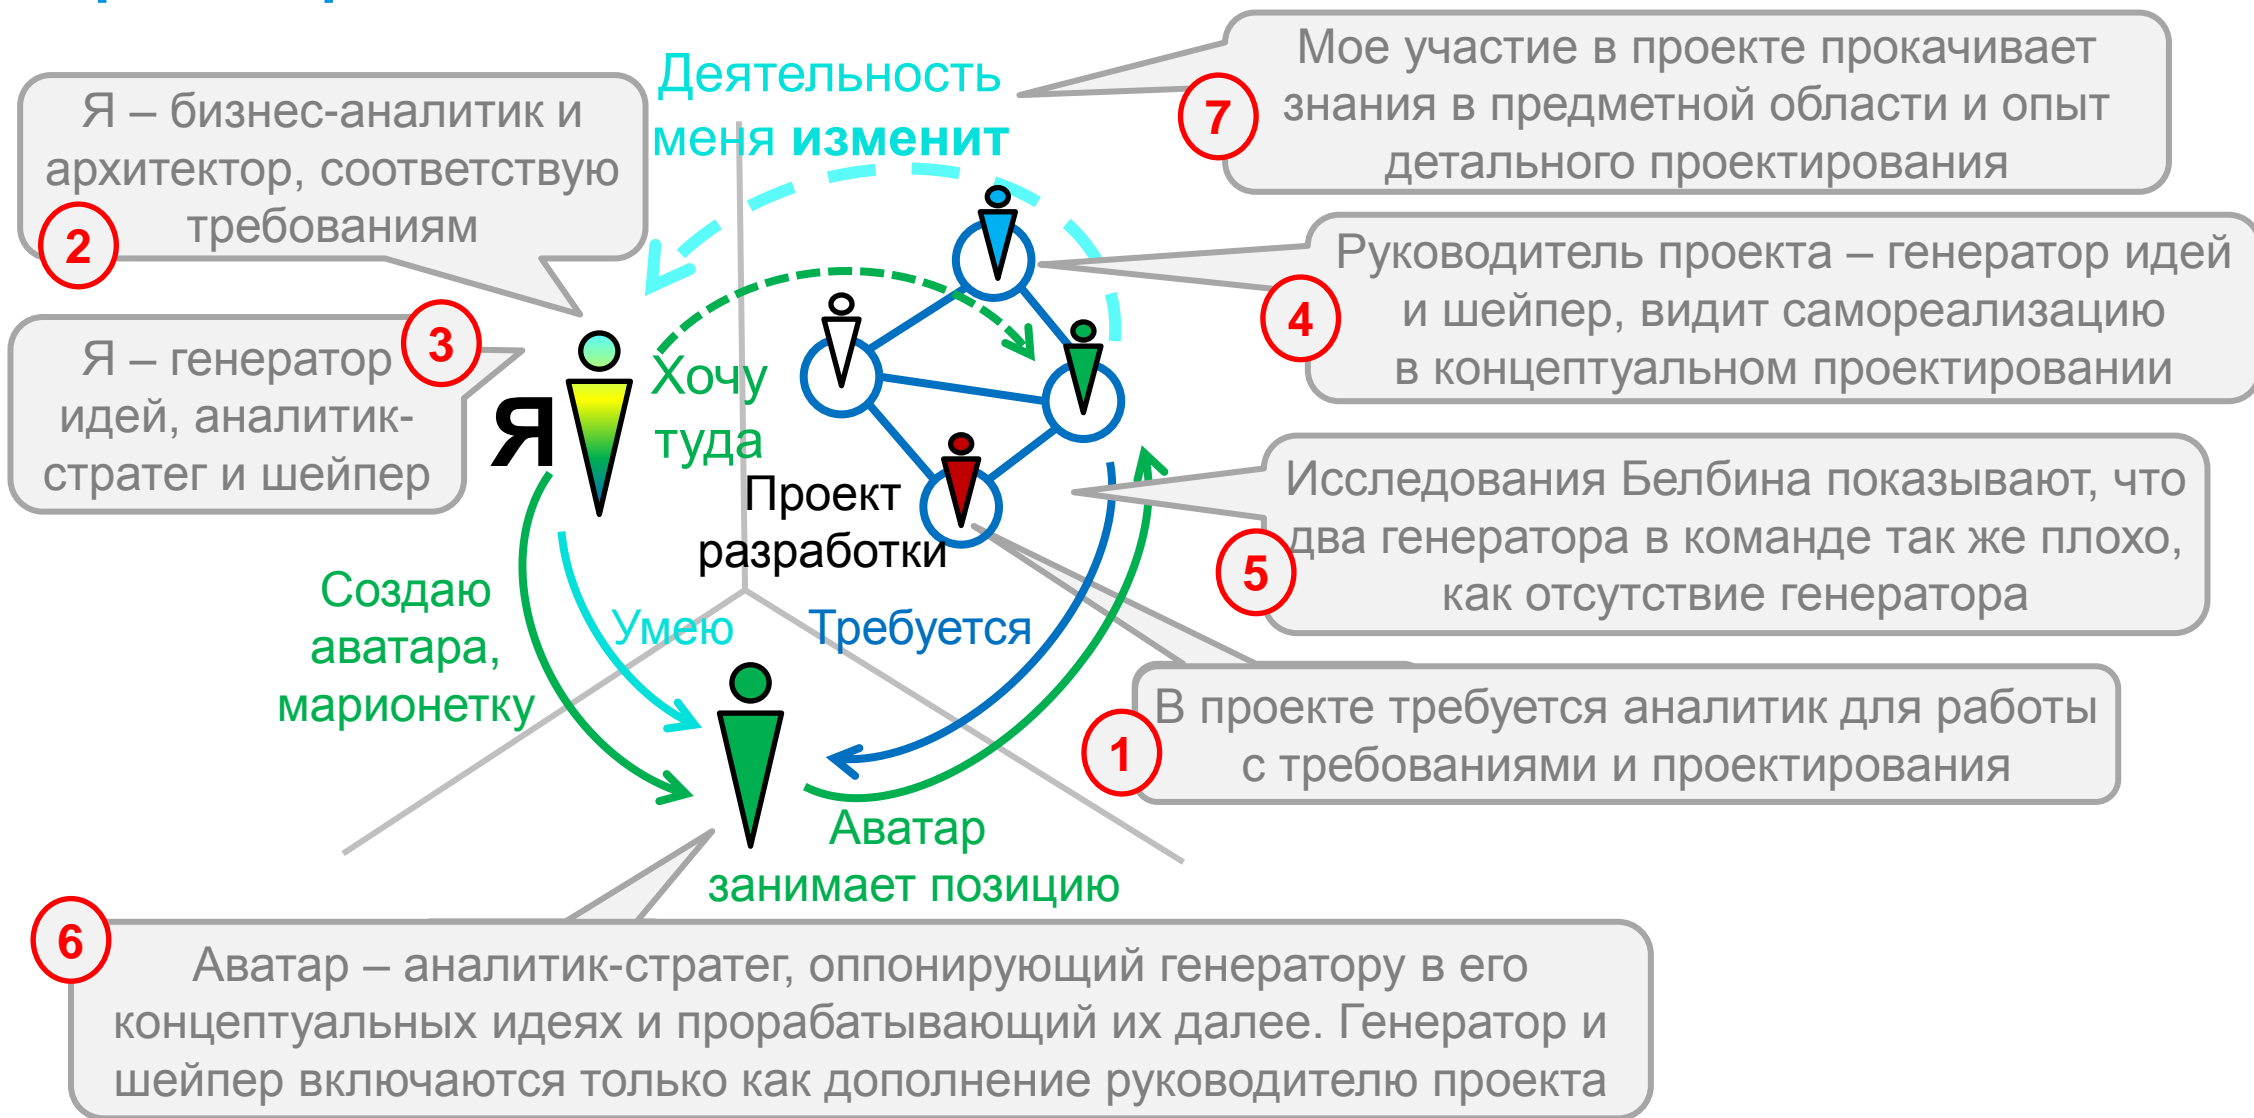 Деятельность
меня изменит
Мое участие в проекте прокачивает
знания в предметной области и опыт
детального проектирования
7
Я – бизнес-аналитик и
архитектор, соответствую
требованиям
2
Руководитель проекта – генератор идей
и шейпер, видит самореализацию
в концептуальном проектировании
4
Я – генератор
идей, аналитик-
стратег и шейпер
3
Я
Хочу
туда
Проект
разработки
Исследования Белбина показывают, что
два генератора в команде так же плохо,
как отсутствие генератора
5
Создаю
аватара,
марионетку
Умею
Требуется
В проекте требуется аналитик для работы
с требованиями и проектирования
1
Аватар
занимает позицию
6
Аватар – аналитик-стратег, оппонирующий генератору в его
концептуальных идеях и прорабатывающий их далее. Генератор и
шейпер включаются только как дополнение руководителю проекта